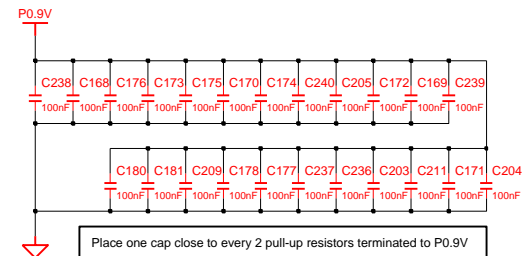 P0.9V
C238 C168 C176 C173 C175 C170 C174 C240 C205 C172 C169 C239
100nF 100nF 100nF 100nF 100nF 100nF 100nF 100nF 100nF 100nF 100nF 100nF
C180 C181 C209 C178 C177 C237 C236 C203 C211 C171 C204
100nF 100nF 100nF 100nF 100nF 100nF 100nF 100nF 100nF 100nF 100nF
Place one cap close to every 2 pull-up resistors terminated to P0.9V